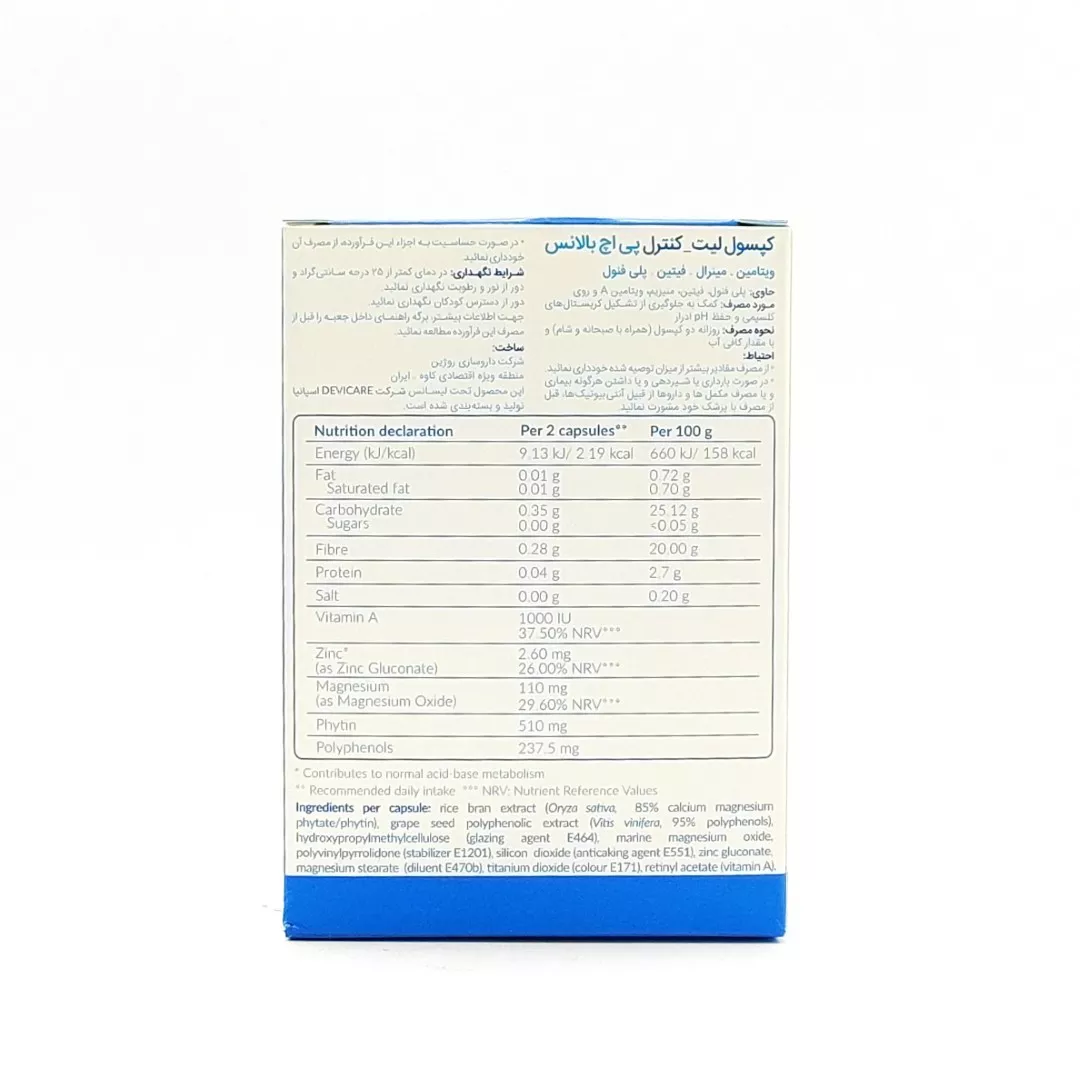 کپسول لیت_کنترل پی اچ بالانس
ویتامین . مینرال . فیتین . پلی فنول
حاوی: پلی فنول، فیتین، منیزیم، ویتامین A و روی
مورد مصرف: کمک به جلوگیری از تشکیل کریستال‌های
کلسیمی و حفظ pH ادرار
نحوه مصرف: روزانه دو کپسول (همراه با صبحانه و شام) و
با مقدار کافی آب
احتیاط:
* از مصرف مقادیر بیشتر از میزان توصیه شده خودداری نمائید.
* در صورت بارداری یا شیردهی و یا داشتن هرگونه بیماری
و یا مصرف مکمل ها و داروها از قبیل آنتی‌بیوتیک‌ها، قبل
از مصرف با پزشک خود مشورت نمائید.
* در صورت حساسیت به اجزاء این فرآورده، از مصرف آن
خودداری نمائید.
شرایط نگهداری: در دمای کمتر از ۲۵ درجه سانتی‌گراد و
دور از نور و رطوبت نگهداری نمائید.
دور از دسترس کودکان نگهداری نمائید.
جهت اطلاعات بیشتر، برگه راهنمای داخل جعبه را قبل از
مصرف این فرآورده مطالعه نمائید.
ساخت:
شرکت داروسازی روژین
منطقه ویژه اقتصادی کاوه - ایران
این محصول تحت لیسانس شرکت DEVICARE اسپانیا
تولید و بسته‌بندی شده است.
Nutrition declaration Per 2 capsules** Per 100 g
Energy (kJ/kcal) 9.13 kJ/ 2.19 kcal 660 kJ/ 158 kcal
Fat 0.01 g 0.72 g
Saturated fat 0.01 g 0.70 g
Carbohydrate 0.35 g 25.12 g
Sugars 0.00 g <0.05 g
Fibre 0.28 g 20.00 g
Protein 0.04 g 2.7 g
Salt 0.00 g 0.20 g
Vitamin A 1000 IU
37.50% NRV***
Zinc* 2.60 mg
(as Zinc Gluconate) 26.00% NRV***
Magnesium 110 mg
(as Magnesium Oxide) 29.60% NRV***
Phytin 510 mg
Polyphenols 237.5 mg
* Contributes to normal acid-base metabolism
** Recommended daily intake *** NRV: Nutrient Reference Values
Ingredients per capsule: rice bran extract (Oryza sativa, 85% calcium magnesium
phytate/phytin), grape seed polyphenolic extract (Vitis vinifera, 95% polyphenols),
hydroxypropylmethylcellulose (glazing agent E464), marine magnesium oxide,
polyvinylpyrrolidone (stabilizer E1201), silicon dioxide (anticaking agent E551), zinc gluconate,
magnesium stearate (diluent E470b), titanium dioxide (colour E171), retinyl acetate (vitamin A).